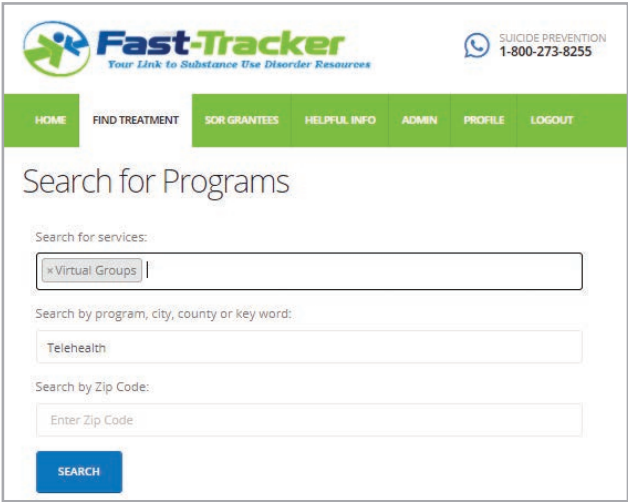 Fast-Tracker
Your Link to Substance Use Disorder Resources
SUICIDE PREVENTION
1-800-273-8255
HOME FIND TREATMENT SOR GRANTEES HELPFUL INFO ADMIN PROFILE LOGOUT
Search for Programs
Search for services:
×Virtual Groups
Search by program, city, county or key word:
Telehealth
Search by Zip Code:
Enter Zip Code
SEARCH